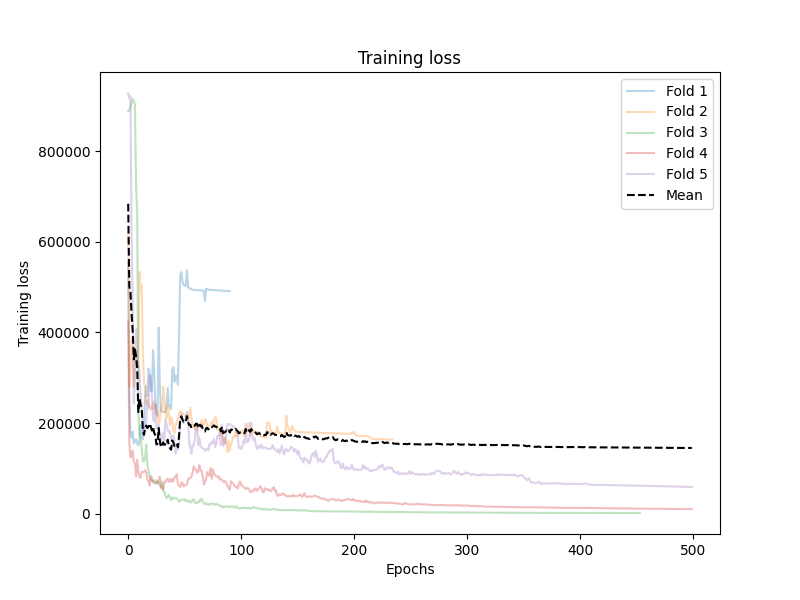 Training loss
Fold 1
Fold 2
Fold 3
Fold 4
Fold 5
Mean
Training loss
800000
600000
400000
200000
0
0 100 200 300 400 500
Epochs